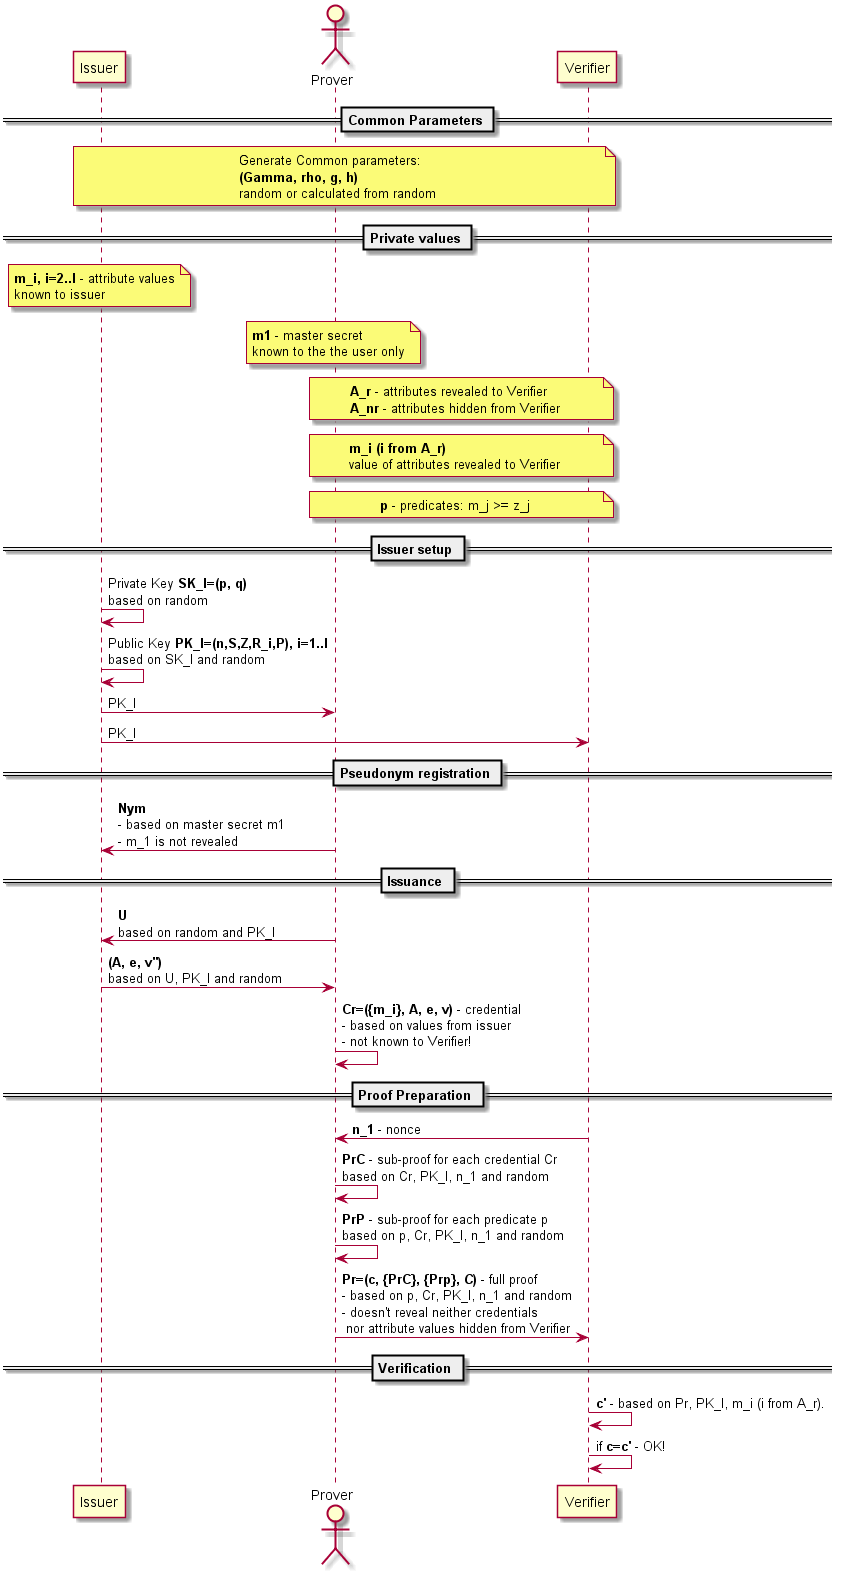 Prover
Issuer
Verifier
Common Parameters
Generate Common parameters:
(Gamma, rho, g, h)
random or calculated from random
Private values
m_i, i=2..l - attribute values
known to issuer
m1 - master secret
known to the the user only
A_r - attributes revealed to Verifier
A_nr - attributes hidden from Verifier
m_i (i from A_r)
value of attributes revealed to Verifier
p - predicates: m_j >= z_j
Issuer setup
Private Key SK_I=(p, q)
based on random
Public Key PK_I=(n,S,Z,R_i,P), i=1..l
based on SK_I and random
PK_I
PK_I
Pseudonym registration
Nym
- based on master secret m1
- m_1 is not revealed
Issuance
U
based on random and PK_I
(A, e, v'')
based on U, PK_I and random
Cr=({m_i}, A, e, v) - credential
- based on values from issuer
- not known to Verifier!
Proof Preparation
n_1 - nonce
PrC - sub-proof for each credential Cr
based on Cr, PK_I, n_1 and random
PrP - sub-proof for each predicate p
based on p, Cr, PK_I, n_1 and random
Pr=(c, {PrC}, {Prp}, C) - full proof
- based on p, Cr, PK_I, n_1 and random
- doesn't reveal neither credentials
nor attribute values hidden from Verifier
Verification
c' - based on Pr, PK_I, m_i (i from A_r).
if c=c' - OK!
Issuer
Prover
Verifier